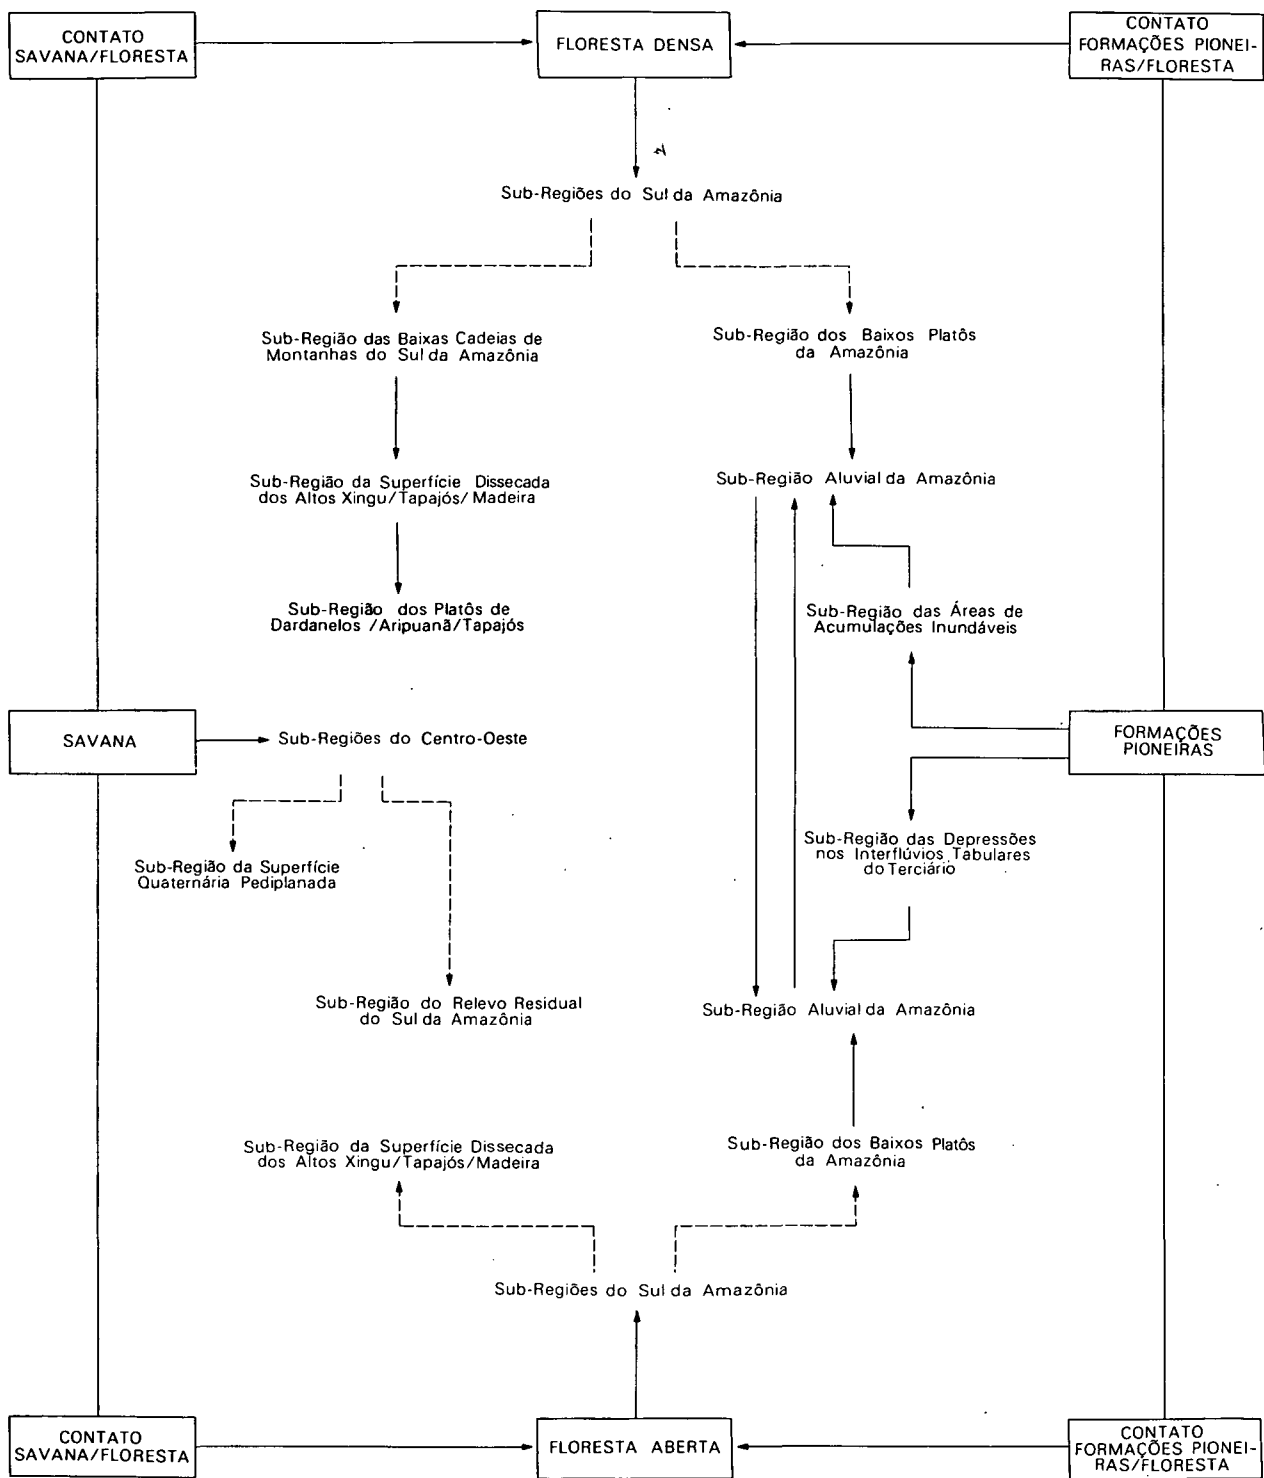 CONTATO
SAVANA/FLORESTA
FLORESTA DENSA
CONTATO
FORMAÇÕES PIONEI-
RAS/FLORESTA
Sub-Regiões do Sul da Amazônia
Sub-Região das Baixas Cadeias de
Montanhas do Sul da Amazônia
Sub-Região dos Baixos Platôs
da Amazônia
Sub-Região da Superfície Dissecada
dos Altos Xingu/Tapajós/Madeira
Sub-Região Aluvial da Amazônia
Sub-Região dos Platôs de
Dardanelos /Aripuanã/Tapajós
Sub-Região das Áreas de
Acumulações Inundáveis
SAVANA
Sub-Regiões do Centro-Oeste
FORMAÇÕES
PIONEIRAS
Sub-Região da Superfície
Quaternária Pediplanada
Sub-Região das Depressões
nos Interflúvios Tabulares
do Terciário
Sub-Região do Relevo Residual
do Sul da Amazônia
Sub-Região Aluvial da Amazônia
Sub-Região da Superfície Dissecada
dos Altos Xingu/Tapajós/Madeira
Sub-Região dos Baixos Platôs
da Amazônia
Sub-Regiões do Sul da Amazônia
CONTATO
SAVANA/FLORESTA
FLORESTA ABERTA
CONTATO
FORMAÇÕES PIONEI-
RAS/FLORESTA